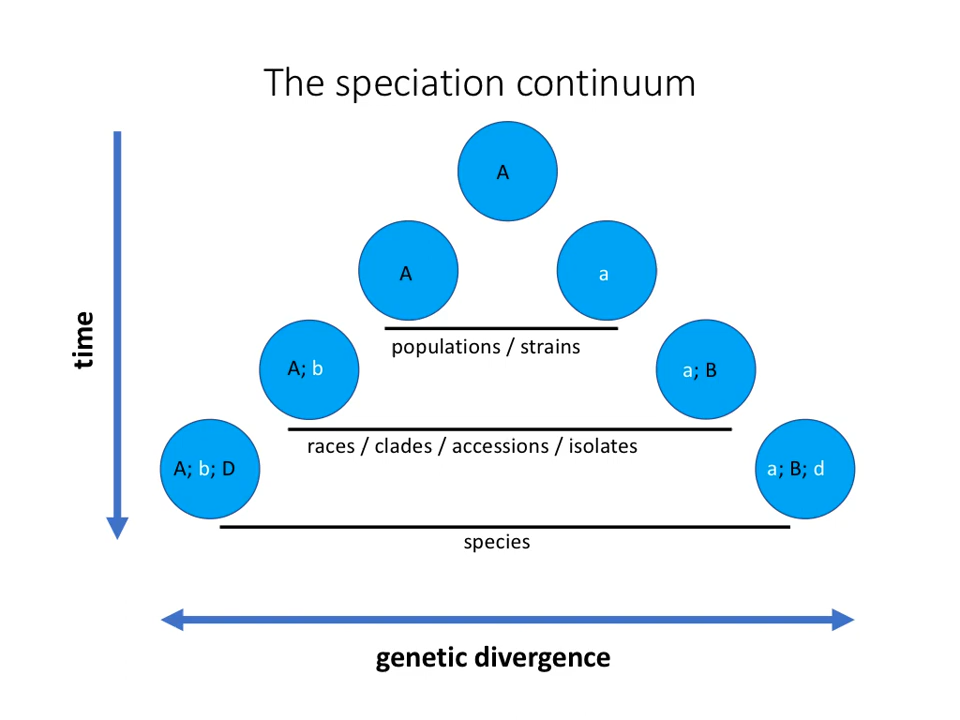 The speciation continuum
A
A
a
populations / strains
A; b
a; B
races / clades / accessions / isolates
A; b; D
a; B; d
species
time
genetic divergence